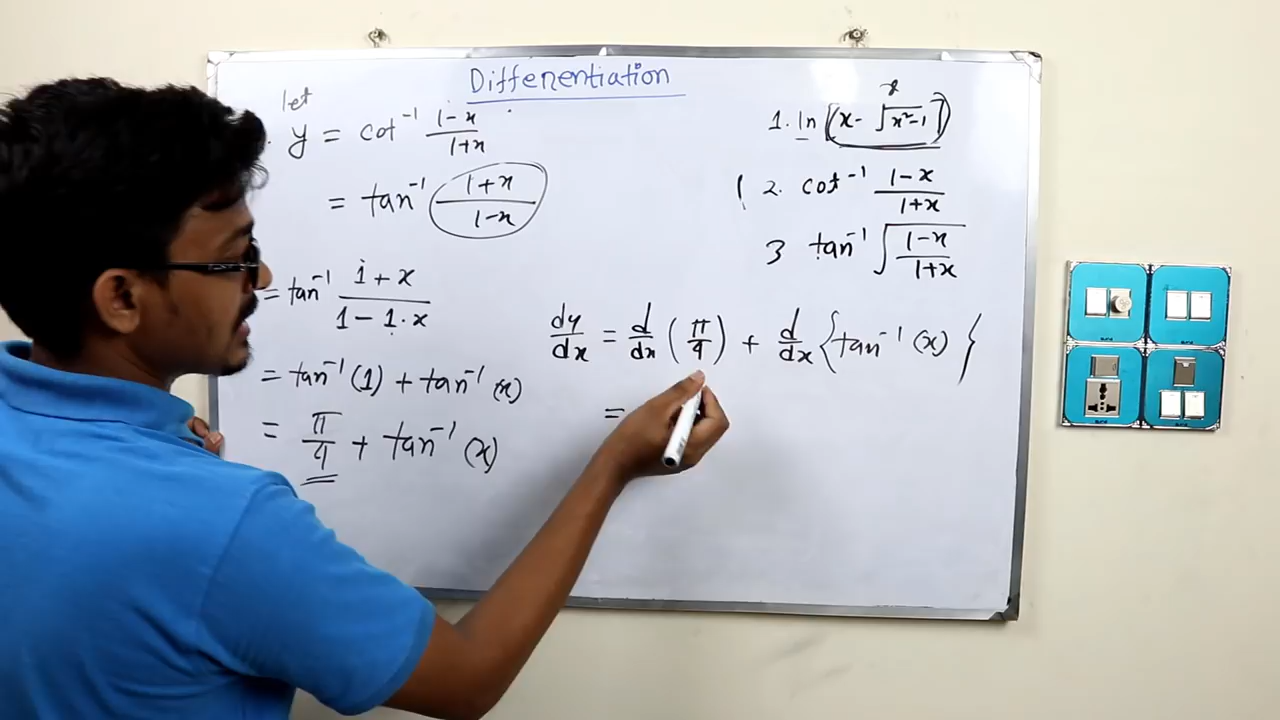 Differentiation
let
y = cot⁻¹ (1-x)/(1+x)
= tan⁻¹ (1+x)/(1-x)
= tan⁻¹ (1+x)/(1-1·x)
= tan⁻¹(1) + tan⁻¹(x)
= π/4 + tan⁻¹(x)
dy/dx = d/dx (π/4) + d/dx {tan⁻¹(x)}
=
1. ln (x-√(x²-1))
2. cot⁻¹ (1-x)/(1+x)
3 tan⁻¹ √((1-x)/(1+x))